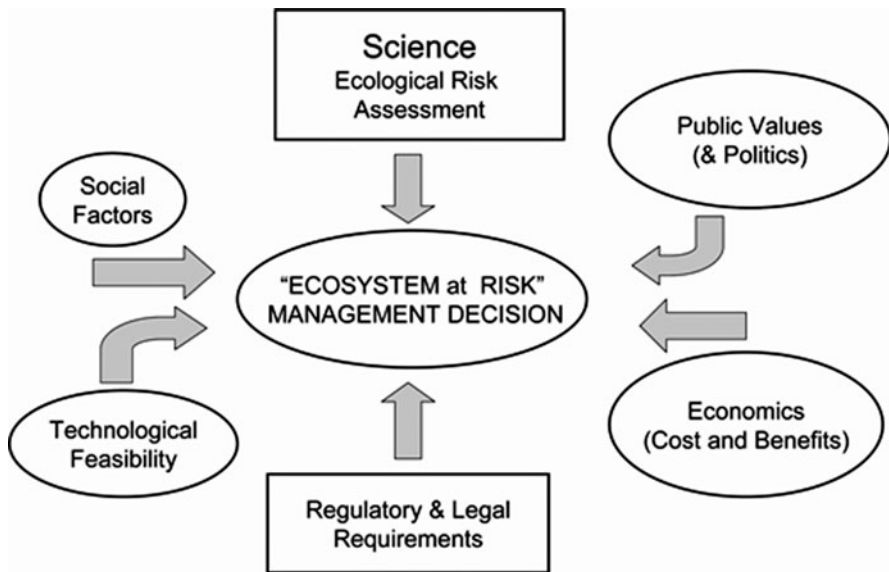 Science
Ecological Risk
Assessment
Public Values
(& Politics)
Social
Factors
“ECOSYSTEM at RISK”
MANAGEMENT DECISION
Technological
Feasibility
Economics
(Cost and Benefits)
Regulatory & Legal
Requirements